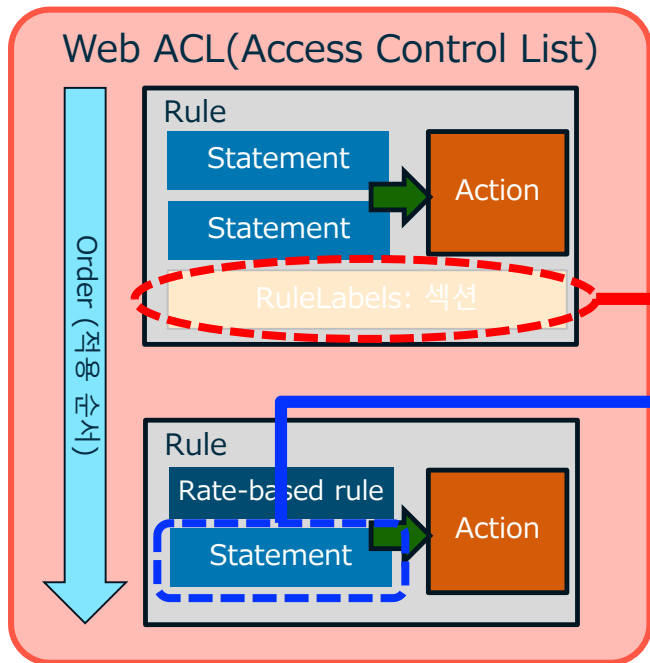 Web ACL(Access Control List)
Order (적용 순서)
Rule
Statement
Statement
Action
RuleLabels: 섹션
Rule
Rate-based rule
Statement
Action